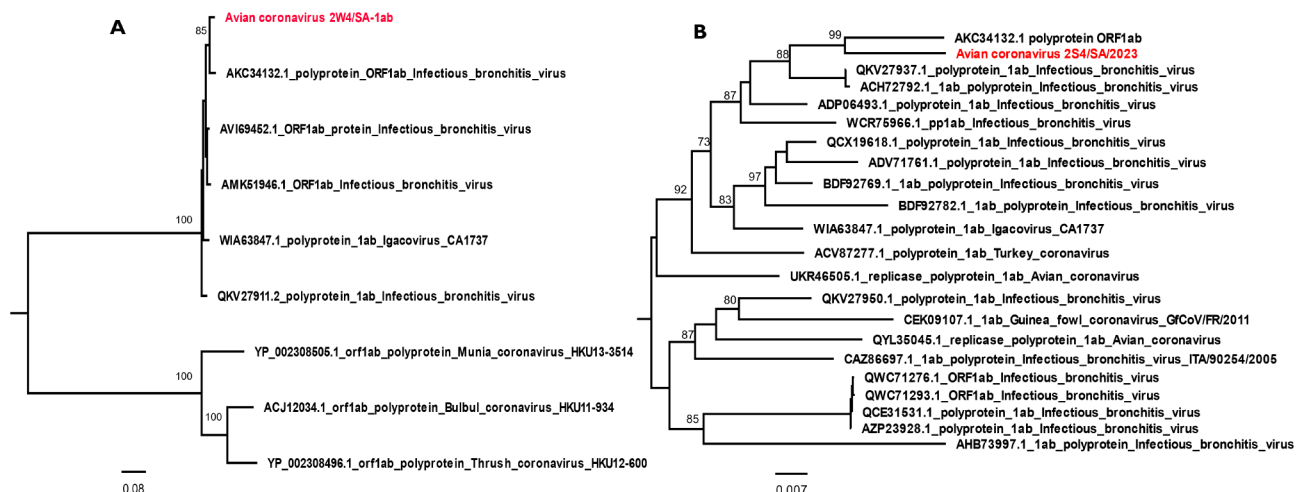 A
85
Avian coronavirus 2W4/SA-1ab
AKC34132.1_polyprotein_ORF1ab_Infectious_bronchitis_virus
AVI69452.1_ORF1ab_protein_Infectious_bronchitis_virus
AMK51946.1_ORF1ab_Infectious_bronchitis_virus
100
WIA63847.1_polyprotein_1ab_Igacovirus_CA1737
QKV27911.2_polyprotein_1ab_Infectious_bronchitis_virus
YP_002308505.1_orf1ab_polyprotein_Munia_coronavirus_HKU13-3514
100
ACJ12034.1_orf1ab_polyprotein_Bulbul_coronavirus_HKU11-934
100
YP_002308496.1_orf1ab_polyprotein_Thrush_coronavirus_HKU12-600
0.08
B
99
AKC34132.1 polyprotein ORF1ab
Avian coronavirus 2S4/SA/2023
88
QKV27937.1_polyprotein_1ab_Infectious_bronchitis_virus
ACH72792.1_1ab_polyprotein_Infectious_bronchitis_virus
87
ADP06493.1_polyprotein_1ab_Infectious_bronchitis_virus
WCR75966.1_pp1ab_Infectious_bronchitis_virus
73
QCX19618.1_polyprotein_1ab_Infectious_bronchitis_virus
ADV71761.1_polyprotein_1ab_Infectious_bronchitis_virus
97
BDF92769.1_1ab_polyprotein_Infectious_bronchitis_virus
92
83
BDF92782.1_1ab_polyprotein_Infectious_bronchitis_virus
WIA63847.1_polyprotein_1ab_Igacovirus_CA1737
ACV87277.1_polyprotein_1ab_Turkey_coronavirus
UKR46505.1_replicase_polyprotein_1ab_Avian_coronavirus
80
QKV27950.1_polyprotein_1ab_Infectious_bronchitis_virus
CEK09107.1_1ab_Guinea_fowl_coronavirus_GfCoV/FR/2011
87
QYL35045.1_replicase_polyprotein_1ab_Avian_coronavirus
CAZ86697.1_1ab_polyprotein_Infectious_bronchitis_virus_ITA/90254/2005
QWC71276.1_ORF1ab_Infectious_bronchitis_virus
QWC71293.1_ORF1ab_Infectious_bronchitis_virus
QCE31531.1_polyprotein_1ab_Infectious_bronchitis_virus
85
AZP23928.1_polyprotein_1ab_Infectious_bronchitis_virus
AHB73997.1_1ab_polyprotein_Infectious_bronchitis_virus
0.007